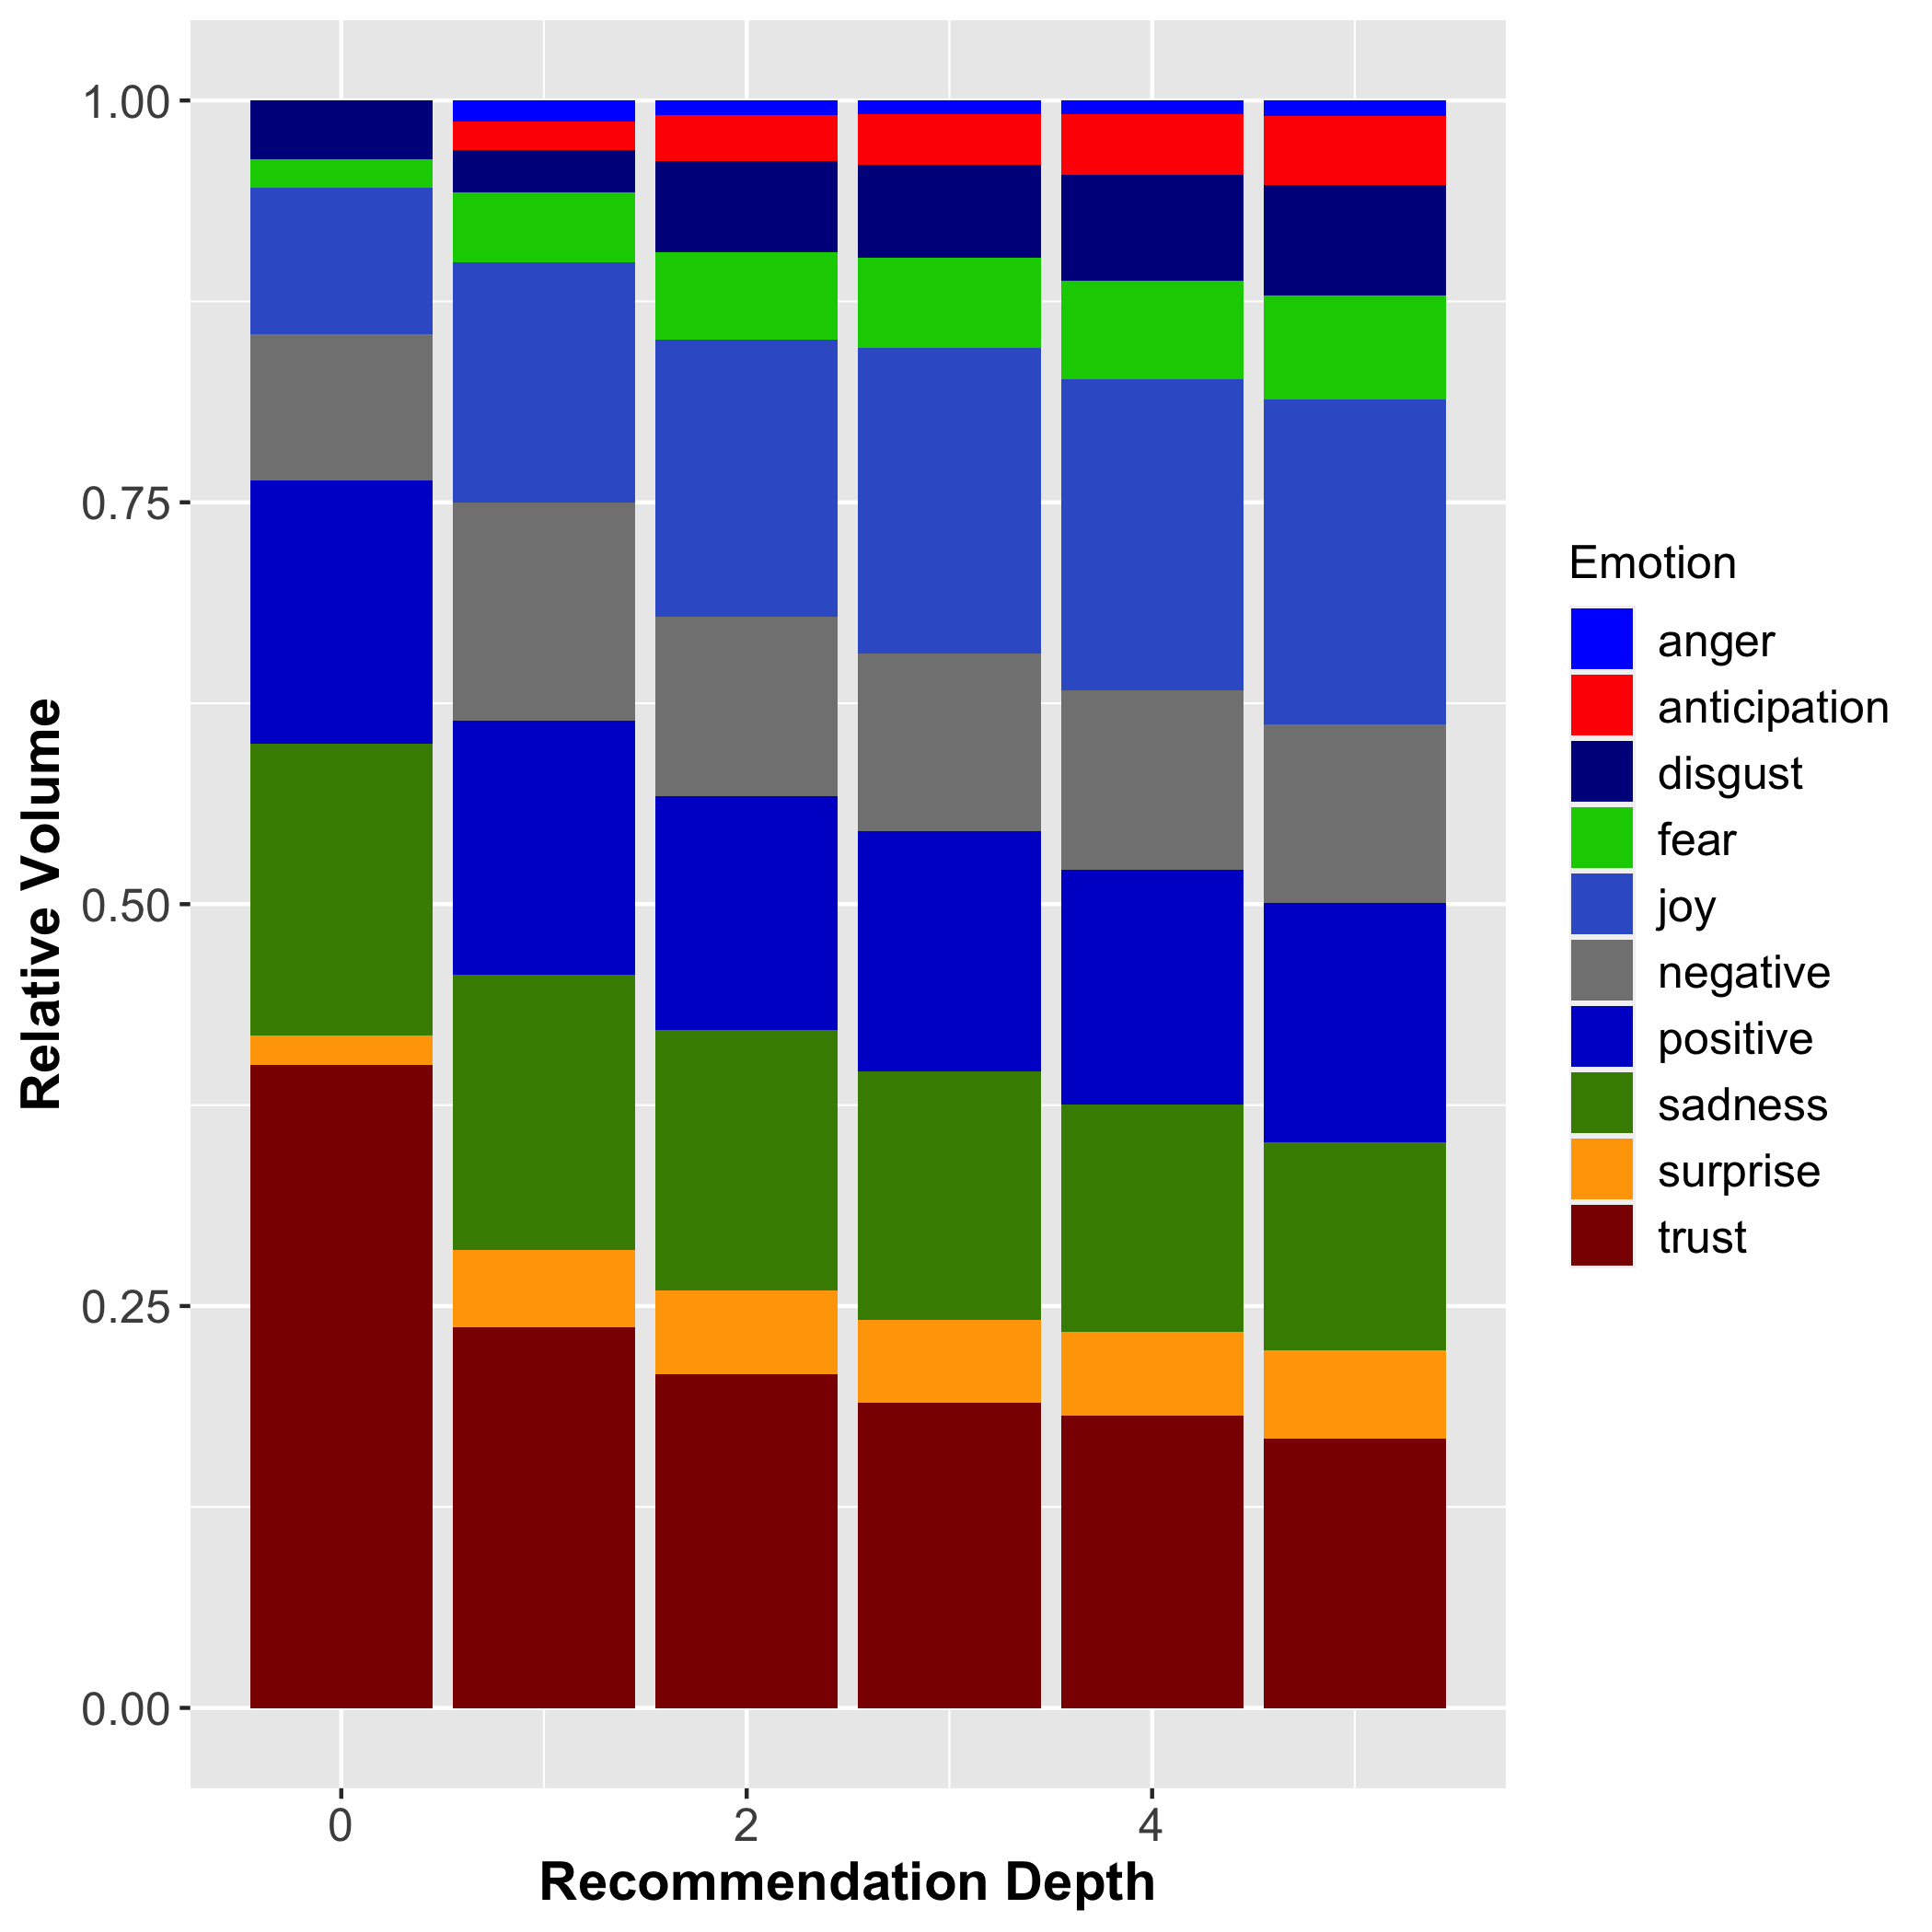 1.00
0.75
0.50
0.25
0.00
Relative Volume
0
2
4
Recommendation Depth
Emotion
anger
anticipation
disgust
fear
joy
negative
positive
sadness
surprise
trust